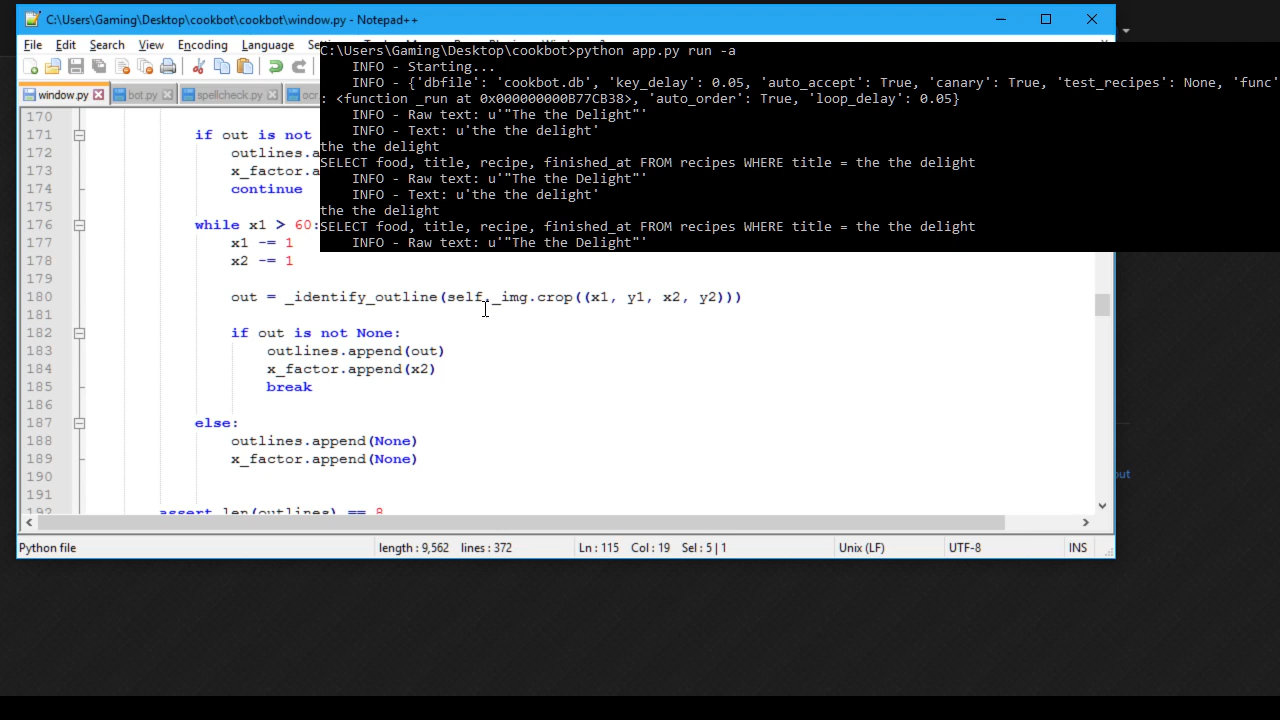 C:\Users\Gaming\Desktop\cookbot\cookbot\window.py - Notepad++
File Edit Search View Encoding Language
window.py bot.py spellcheck.py ocr
C:\Users\Gaming\Desktop\cookbot>python app.py run -a
INFO - Starting...
INFO - {'dbfile': 'cookbot.db', 'key_delay': 0.05, 'auto_accept': True, 'canary': True, 'test_recipes': None, 'func'
: <function _run at 0x000000000B77CB38>, 'auto_order': True, 'loop_delay': 0.05}
INFO - Raw text: u'"The the Delight"'
INFO - Text: u'the the delight'
the the delight
SELECT food, title, recipe, finished_at FROM recipes WHERE title = the the delight
INFO - Raw text: u'"The the Delight"'
INFO - Text: u'the the delight'
the the delight
SELECT food, title, recipe, finished_at FROM recipes WHERE title = the the delight
INFO - Raw text: u'"The the Delight"'
170
171 if out is not
172 outlines.a
173 x_factor.a
174 continue
175
176 while x1 > 60:
177 x1 -= 1
178 x2 -= 1
179
180 out = _identify_outline(self._img.crop((x1, y1, x2, y2)))
181
182 if out is not None:
183 outlines.append(out)
184 x_factor.append(x2)
185 break
186
187 else:
188 outlines.append(None)
189 x_factor.append(None)
190
191
192 assert len(outlines) == 8
out
Python file length : 9,562 lines : 372 Ln : 115 Col : 19 Sel : 5 | 1 Unix (LF) UTF-8 INS